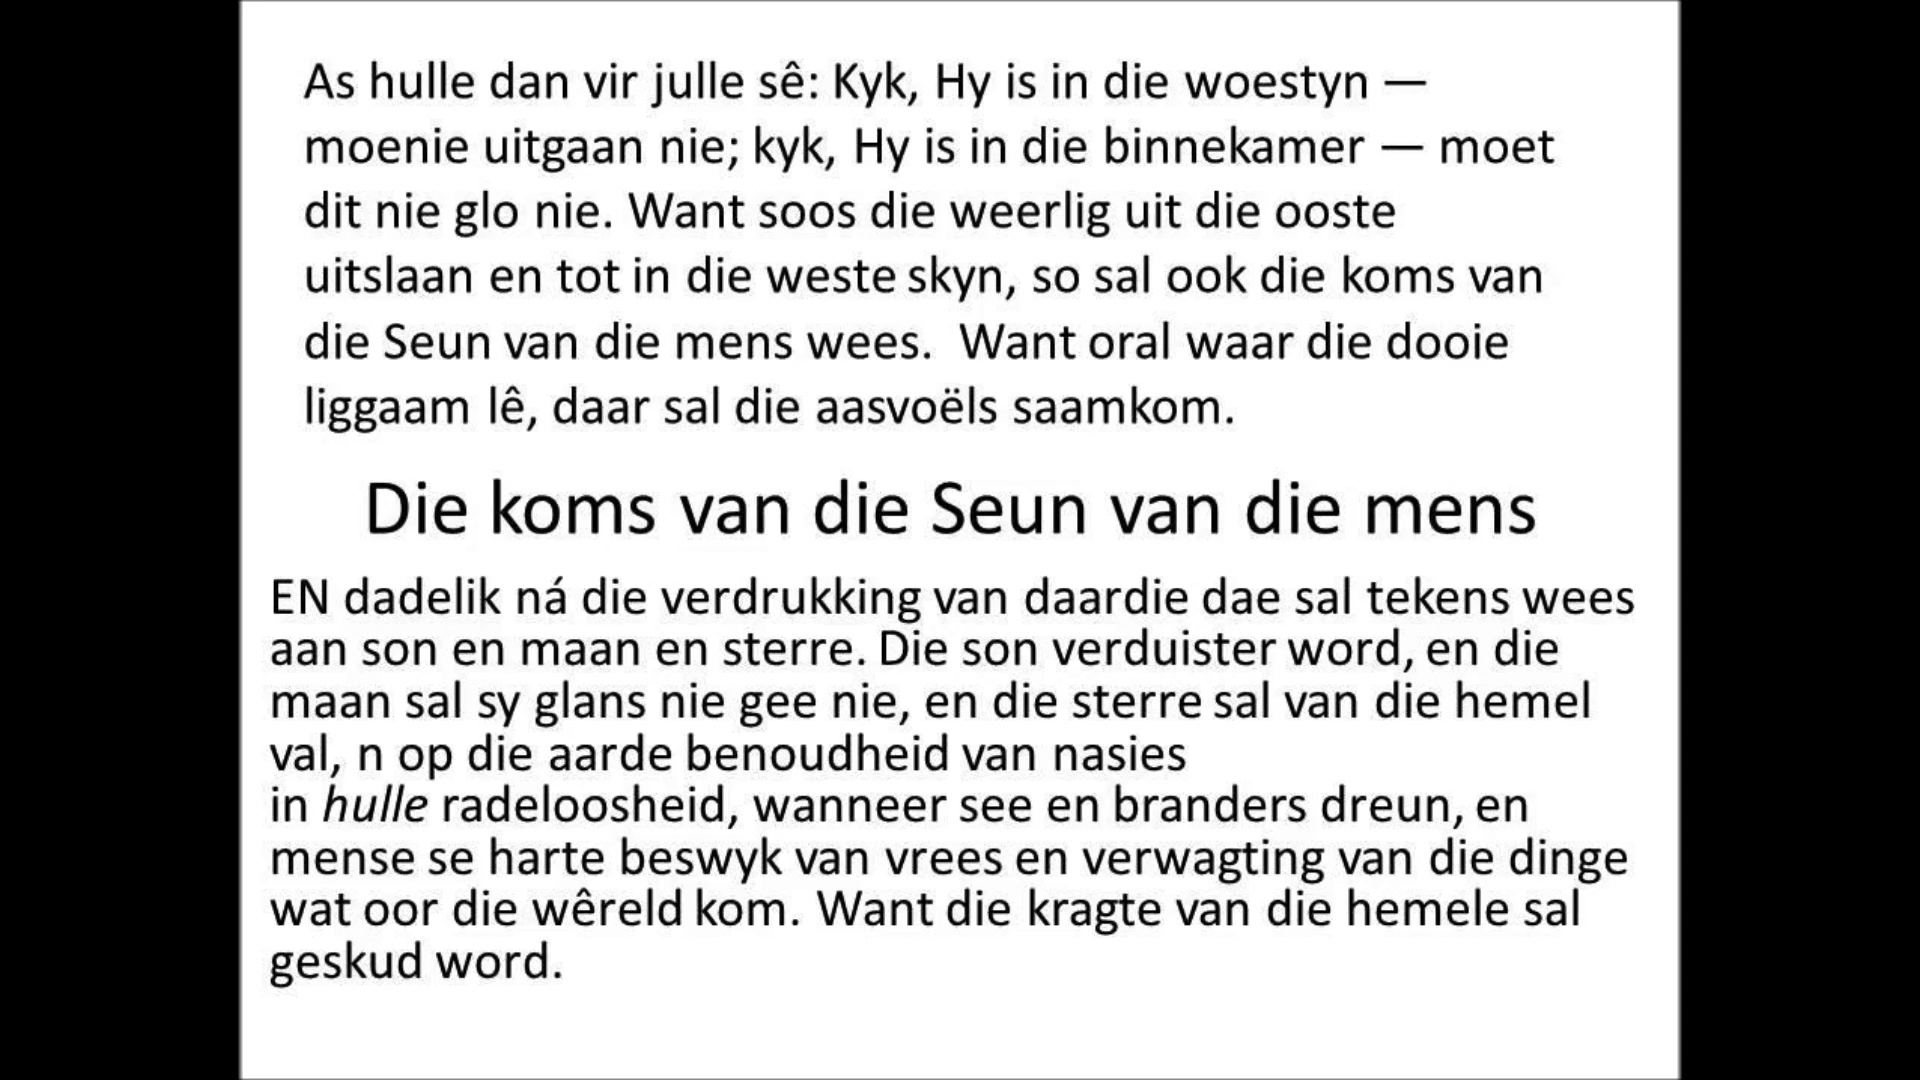 As hulle dan vir julle sê: Kyk, Hy is in die woestyn —
moenie uitgaan nie; kyk, Hy is in die binnekamer — moet
dit nie glo nie. Want soos die weerlig uit die ooste
uitslaan en tot in die weste skyn, so sal ook die koms van
die Seun van die mens wees.  Want oral waar die dooie
liggaam lê, daar sal die aasvoëls saamkom.
Die koms van die Seun van die mens
EN dadelik ná die verdrukking van daardie dae sal tekens wees
aan son en maan en sterre. Die son verduister word, en die
maan sal sy glans nie gee nie, en die sterre sal van die hemel
val, n op die aarde benoudheid van nasies
in hulle radeloosheid, wanneer see en branders dreun, en
mense se harte beswyk van vrees en verwagting van die dinge
wat oor die wêreld kom. Want die kragte van die hemele sal
geskud word.